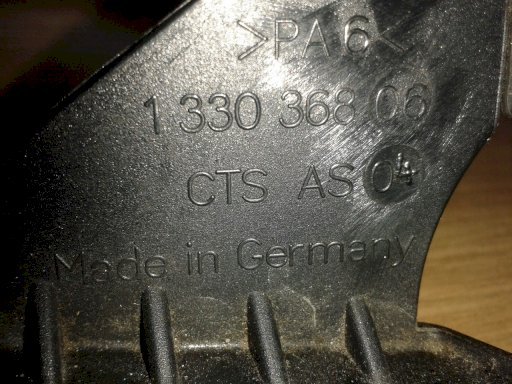 >PA 6<
1 330 368 06
CTS AS 04
Made in Germany